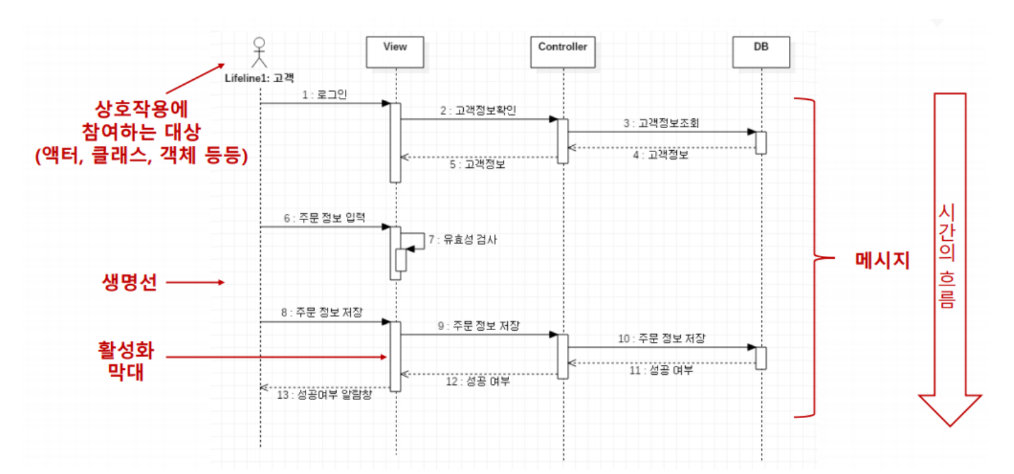 View
Controller
DB
Lifeline1: 고객
상호작용에
참여하는 대상
(액터, 클래스, 객체 등등)
1 : 로그인
2 : 고객정보확인
3 : 고객정보조회
4 : 고객정보
5 : 고객정보
6 : 주문 정보 입력
7 : 유효성 검사
생명선
8 : 주문 정보 저장
9 : 주문 정보 저장
10 : 주문 정보 저장
11 : 성공 여부
12 : 성공 여부
13 : 성공여부 알람창
활성화
막대
메시지
시간의 흐름